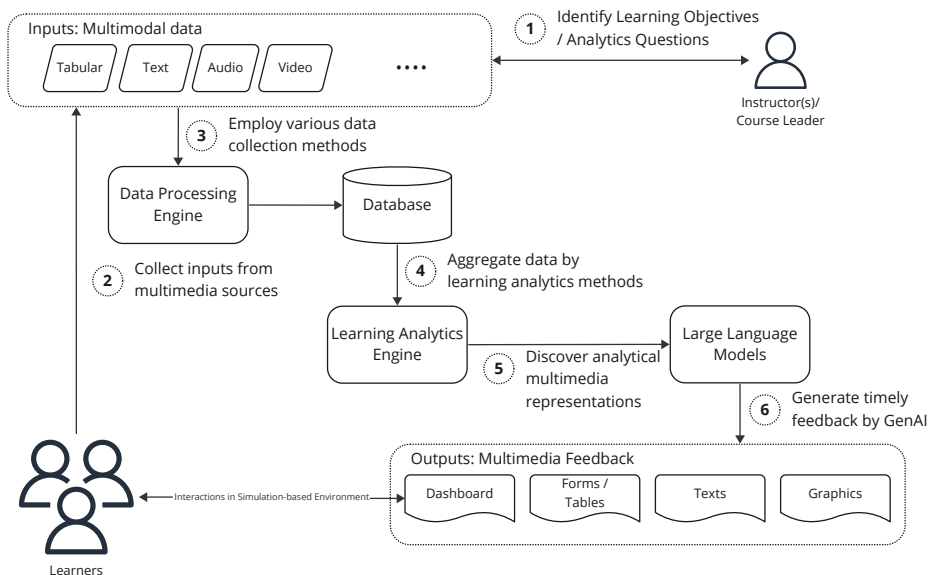 Inputs: Multimodal data
Tabular
Text
Audio
Video
....
1
Identify Learning Objectives
/ Analytics Questions
Instructor(s)/
Course Leader
3
Employ various data
collection methods
Data Processing
Engine
Database
2
Collect inputs from
multimedia sources
4
Aggregate data by
learning analytics methods
Learning Analytics
Engine
Large Language
Models
5
Discover analytical
multimedia
representations
6
Generate timely
feedback by GenAI
Outputs: Multimedia Feedback
Dashboard
Forms /
Tables
Texts
Graphics
Interactions in Simulation-based Environment
Learners